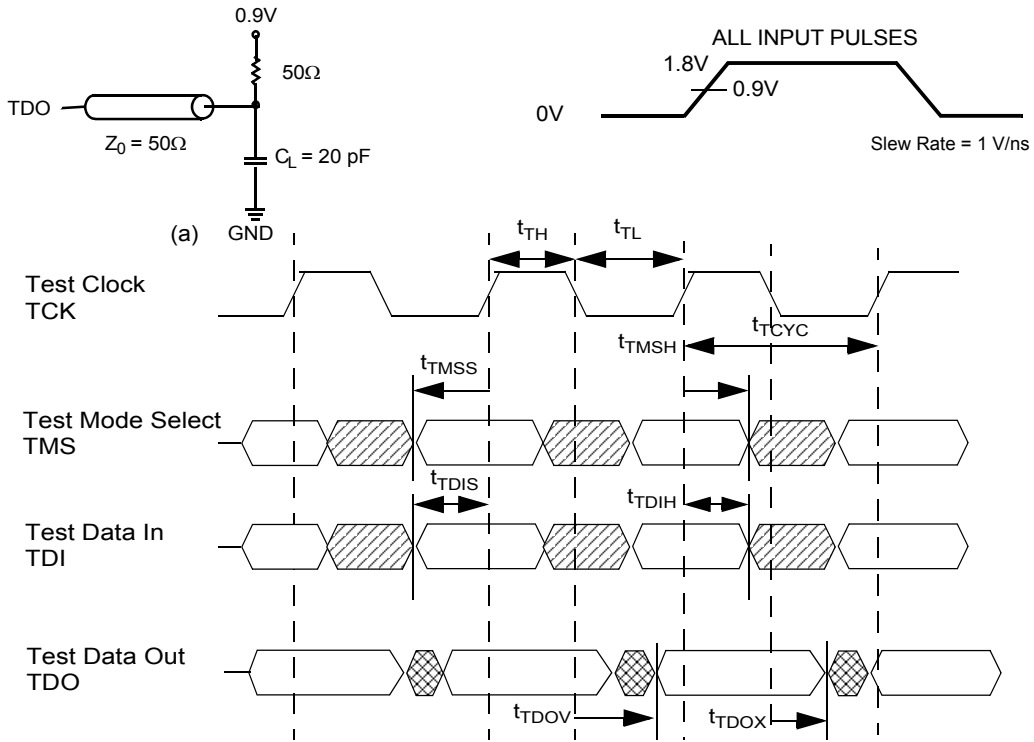 0.9V
ALL INPUT PULSES
50Ω
1.8V
0.9V
TDO
0V
Z0 = 50Ω
CL = 20 pF
Slew Rate = 1 V/ns
(a)
GND
tTH
tTL
Test Clock
TCK
tTCYC
tTMSH
tTMSS
Test Mode Select
TMS
tTDIS
tTDIH
Test Data In
TDI
Test Data Out
TDO
tTDOV
tTDOX